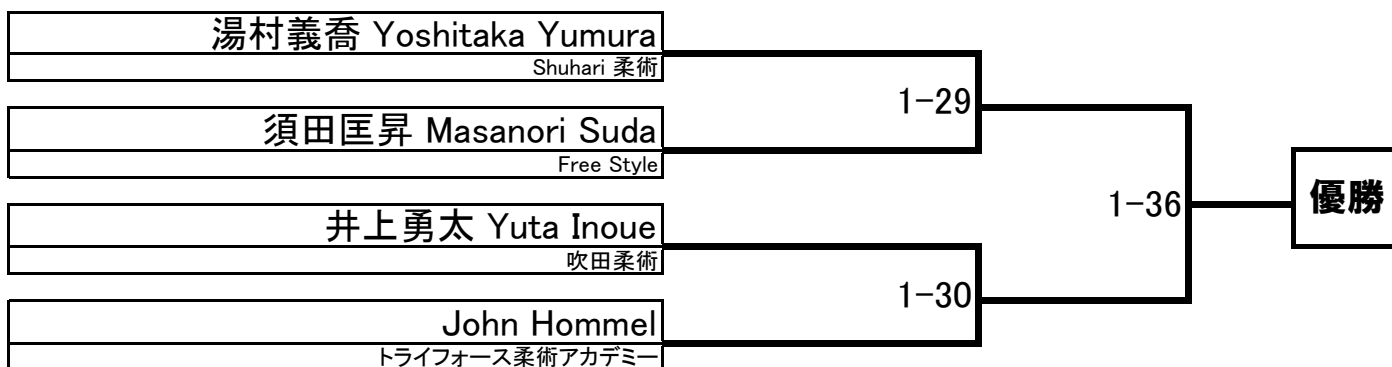 湯村義喬 Yoshitaka Yumura
Shuhari 柔術
1-29
須田匡昇 Masanori Suda
Free Style
1-36
優勝
井上勇太 Yuta Inoue
吹田柔術
1-30
John Hommel
トライフォース柔術アカデミー